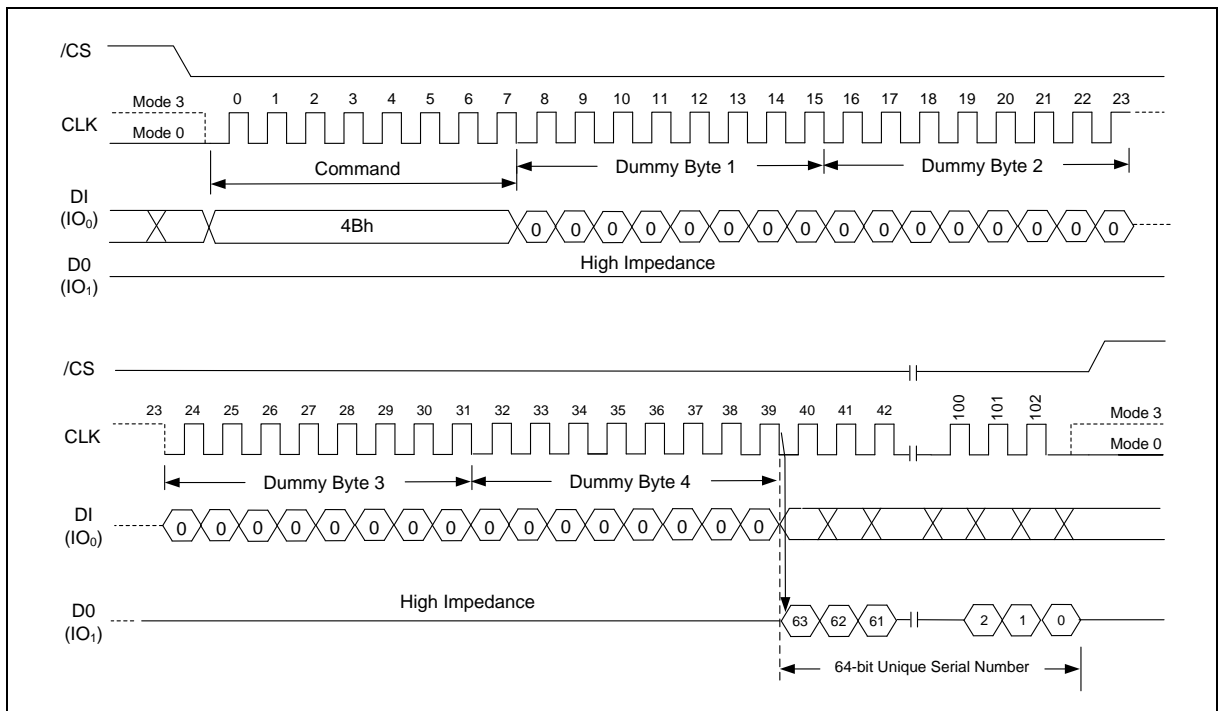 /CS
Mode 3 0 1 2 3 4 5 6 7 8 9 10 11 12 13 14 15 16 17 18 19 20 21 22 23
CLK
Mode 0
Command Dummy Byte 1 Dummy Byte 2
DI
(IO0)
4Bh 0 0 0 0 0 0 0 0 0 0 0 0 0 0 0 0
D0
(IO1)
High Impedance
/CS
23 24 25 26 27 28 29 30 31 32 33 34 35 36 37 38 39 40 41 42 100 101 102 Mode 3
CLK
Mode 0
Dummy Byte 3 Dummy Byte 4
DI
(IO0)
0 0 0 0 0 0 0 0 0 0 0 0 0 0 0 0
D0
(IO1)
High Impedance
63 62 61 2 1 0
64-bit Unique Serial Number